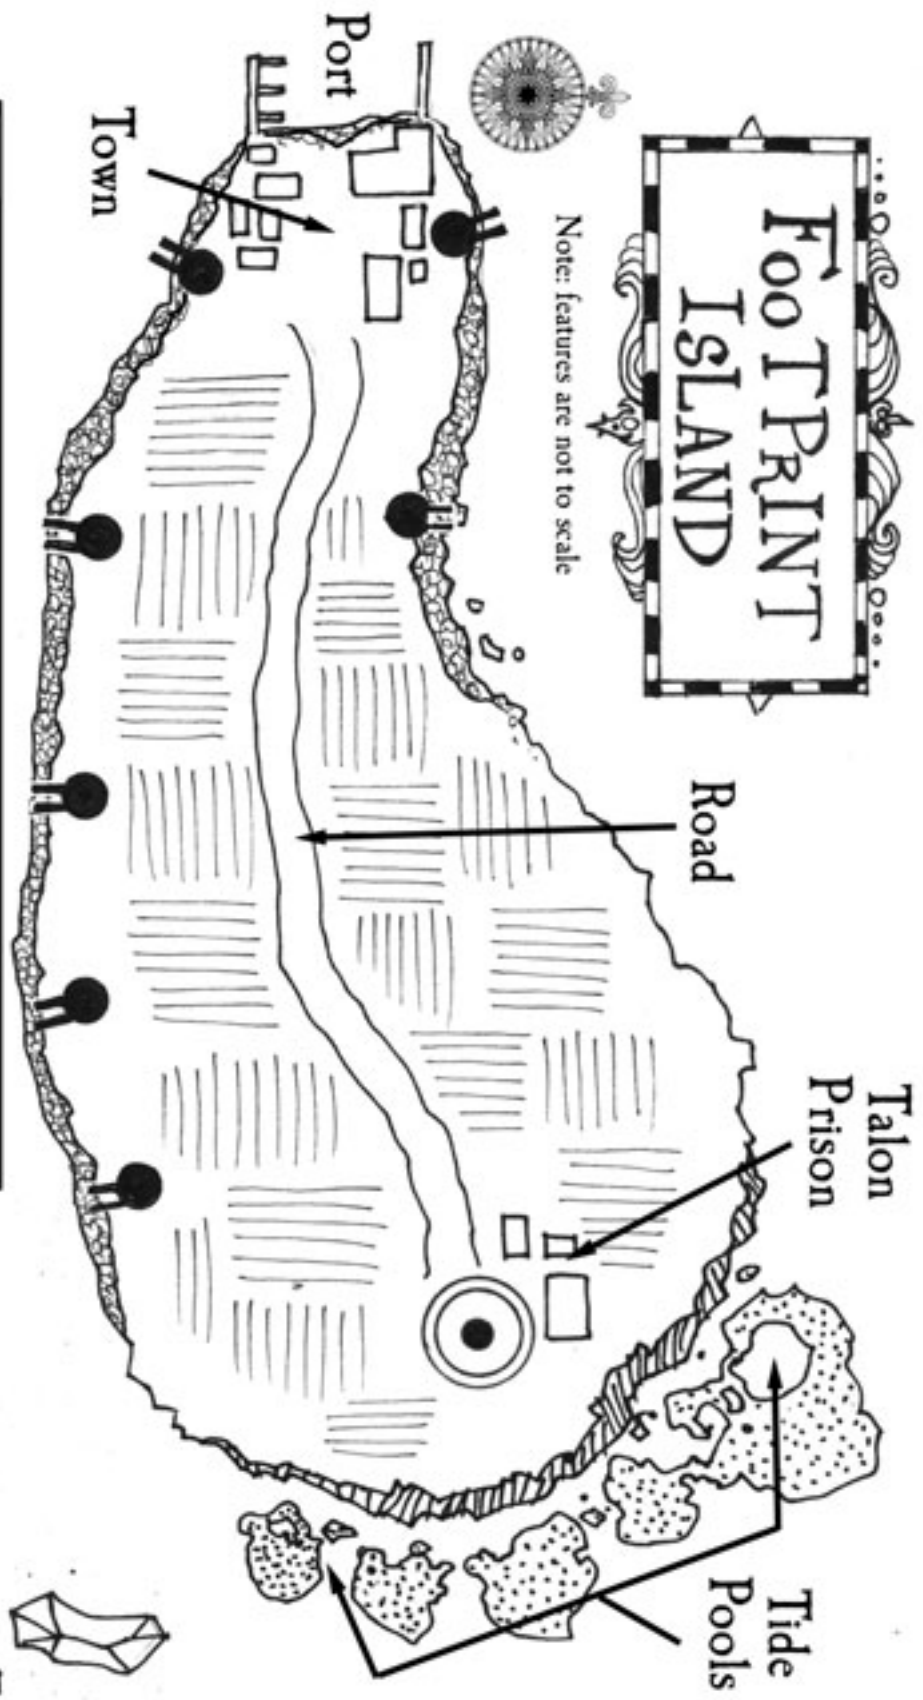 FooTPRINT
ISLAND
Note: features are not to scale
Port
Town
Road
Talon
Prison
Tide
Pools